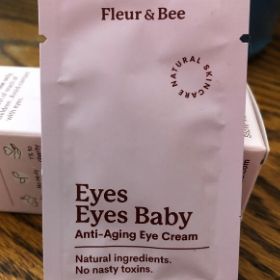 Fleur & Bee
NATURAL SKINCARE
Eyes
Eyes Baby
Anti-Aging Eye Cream
Natural ingredients.
No nasty toxins.